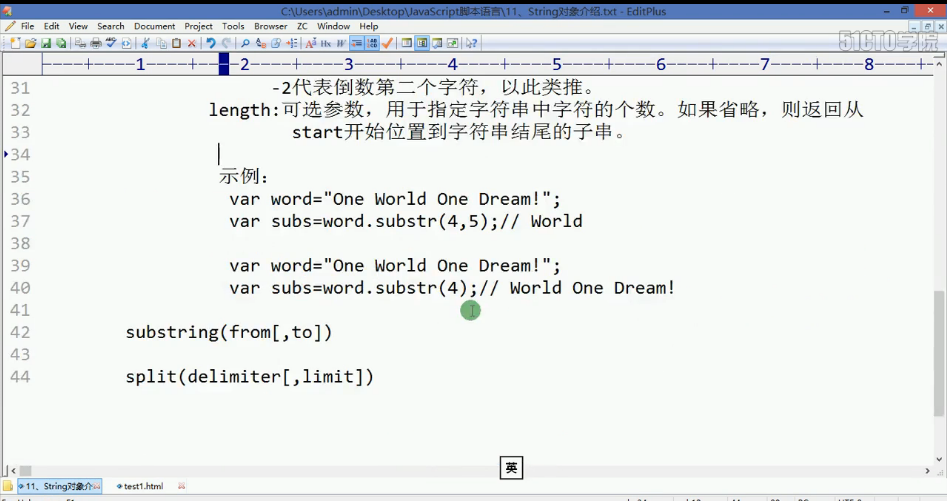 C:\Users\admin\Desktop\JavaScript脚本语言\11、String对象介绍.txt - EditPlus
File Edit View Search Document Project Tools Browser ZC Window Help
51CTO学院
1 2 3 4 5 6 7 8
31 -2代表倒数第二个字符，以此类推。
32 length:可选参数，用于指定字符串中字符的个数。如果省略，则返回从
33 start开始位置到字符串结尾的子串。
34
35 示例：
36 var word="One World One Dream!";
37 var subs=word.substr(4,5);// World
38
39 var word="One World One Dream!";
40 var subs=word.substr(4);// World One Dream!
41
42 substring(from[,to])
43
44 split(delimiter[,limit])
英
11、String对象介 test1.html